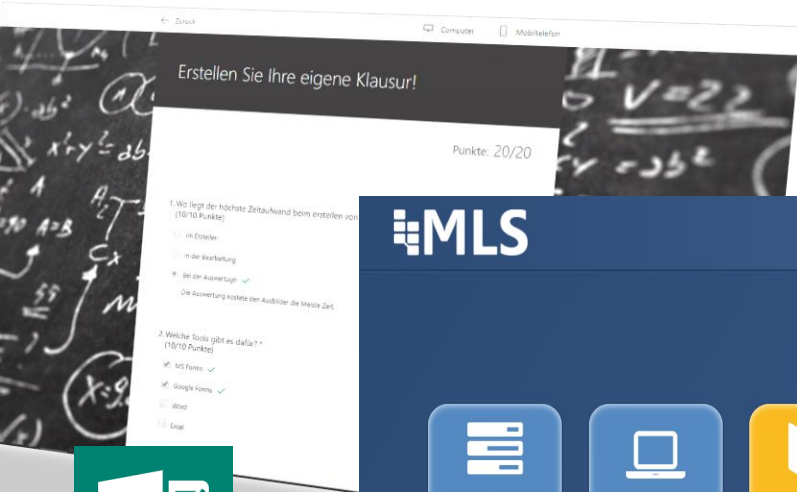 ← Zurück
Computer Mobiltelefon
Erstellen Sie Ihre eigene Klausur!
Punkte: 20/20
1. Wo liegt der höchste Zeitaufwand beim erstellen von
(10/10 Punkte)
im Erstellen
in der Bearbeitung
Bei der Auswertugn ✓
Die Auswertung kostete den Ausbilder die Meiste Zeit.
2. Welche Tools gibt es dafür? *
(10/10 Punkte)
MS Forms ✓
Google Forms ✓
Word
Excel
MLS
V=22